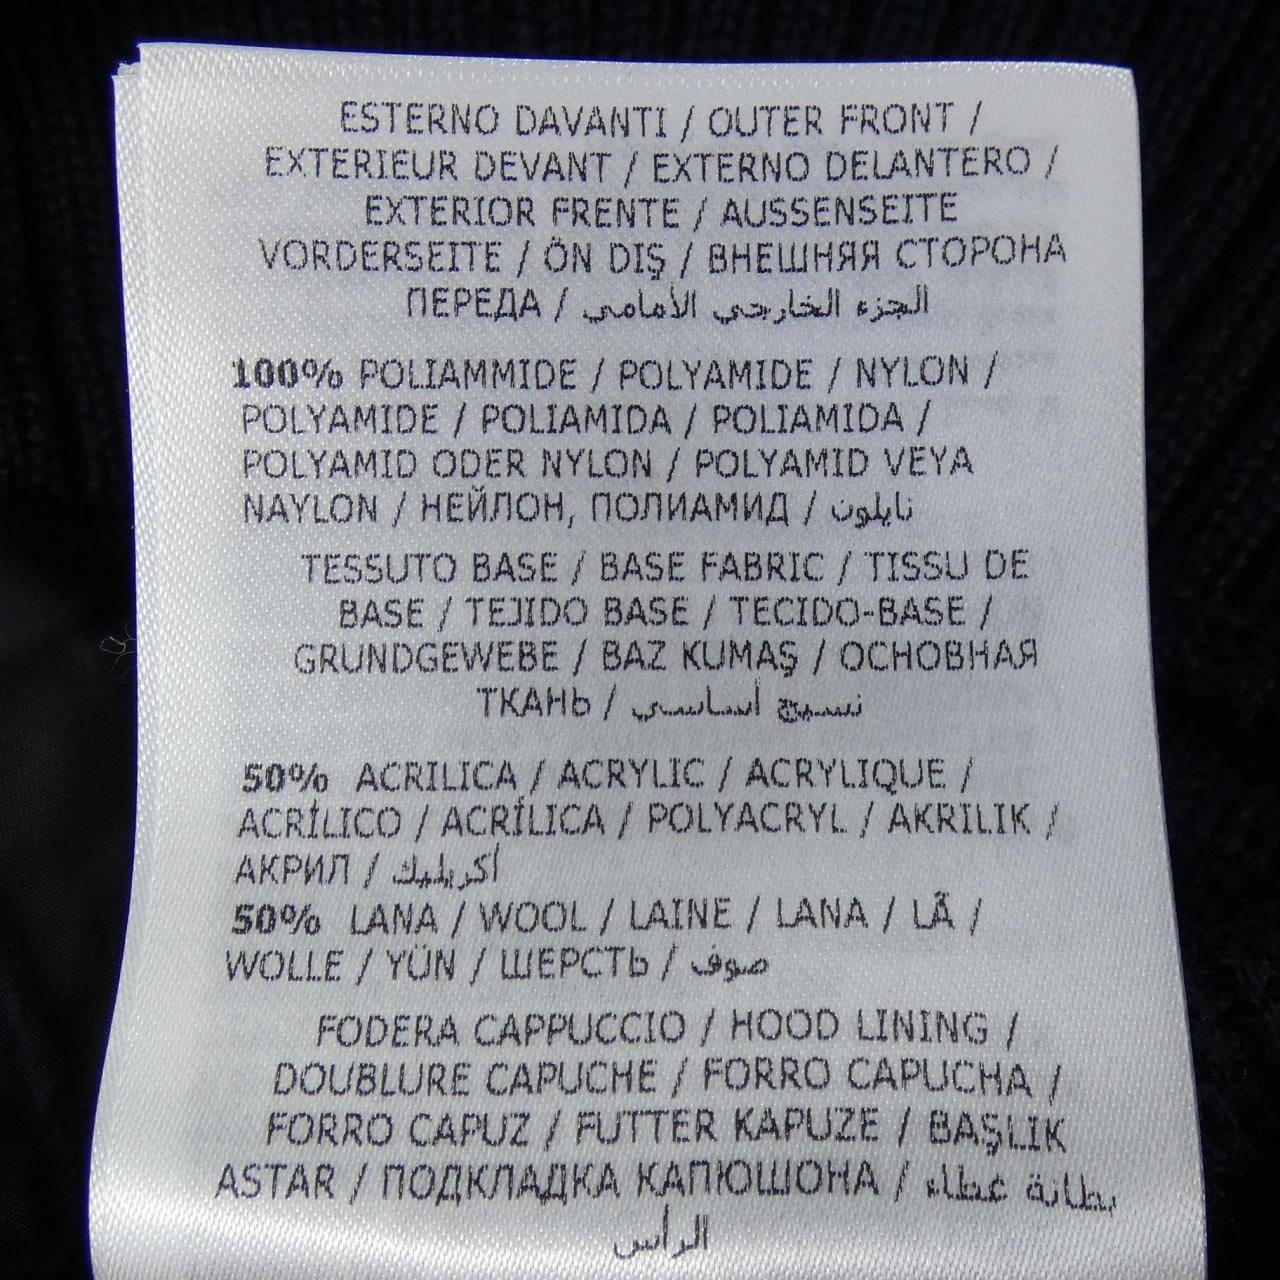 ESTERNO DAVANTI / OUTER FRONT /
EXTERIEUR DEVANT / EXTERNO DELANTERO /
EXTERIOR FRENTE / AUSSENSEITE
VORDERSEITE / ÖN DIŞ / ВНЕШНЯЯ СТОРОНА
ПЕРЕДА / الجزء الخارجي الأمامي
100% POLIAMMIDE / POLYAMIDE / NYLON /
POLYAMIDE / POLIAMIDA / POLIAMIDA /
POLYAMID ODER NYLON / POLYAMID VEYA
NAYLON / НЕЙЛОН, ПОЛИАМИД / نايلون
TESSUTO BASE / BASE FABRIC / TISSU DE
BASE / TEJIDO BASE / TECIDO-BASE /
GRUNDGEWEBE / BAZ KUMAŞ / ОСНОВНАЯ
ТКАНЬ / نسيج أساسي
50% ACRILICA / ACRYLIC / ACRYLIQUE /
ACRÍLICO / ACRÍLICA / POLYACRYL / AKRILIK /
АКРИЛ / أكريليك
50% LANA / WOOL / LAINE / LANA / LÃ /
WOLLE / YÜN / ШЕРСТЬ / صوف
FODERA CAPPUCCIO / HOOD LINING /
DOUBLURE CAPUCHE / FORRO CAPUCHA /
FORRO CAPUZ / FUTTER KAPUZE / BAŞLIK
ASTAR / ПОДКЛАДКА КАПЮШОНА / بطانة غطاء
الرأس